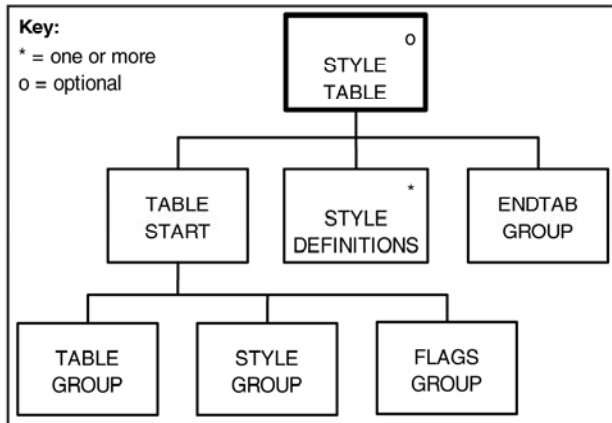 Key:
* = one or more
o = optional
o
STYLE
TABLE
TABLE
START
*
STYLE
DEFINITIONS
ENDTAB
GROUP
TABLE
GROUP
STYLE
GROUP
FLAGS
GROUP